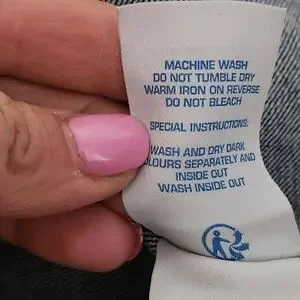 MACHINE WASH
DO NOT TUMBLE DRY
WARM IRON ON REVERSE
DO NOT BLEACH
SPECIAL INSTRUCTIONS:
WASH AND DRY DARK
OLOURS SEPARATELY AND
INSIDE OUT
WASH INSIDE OUT